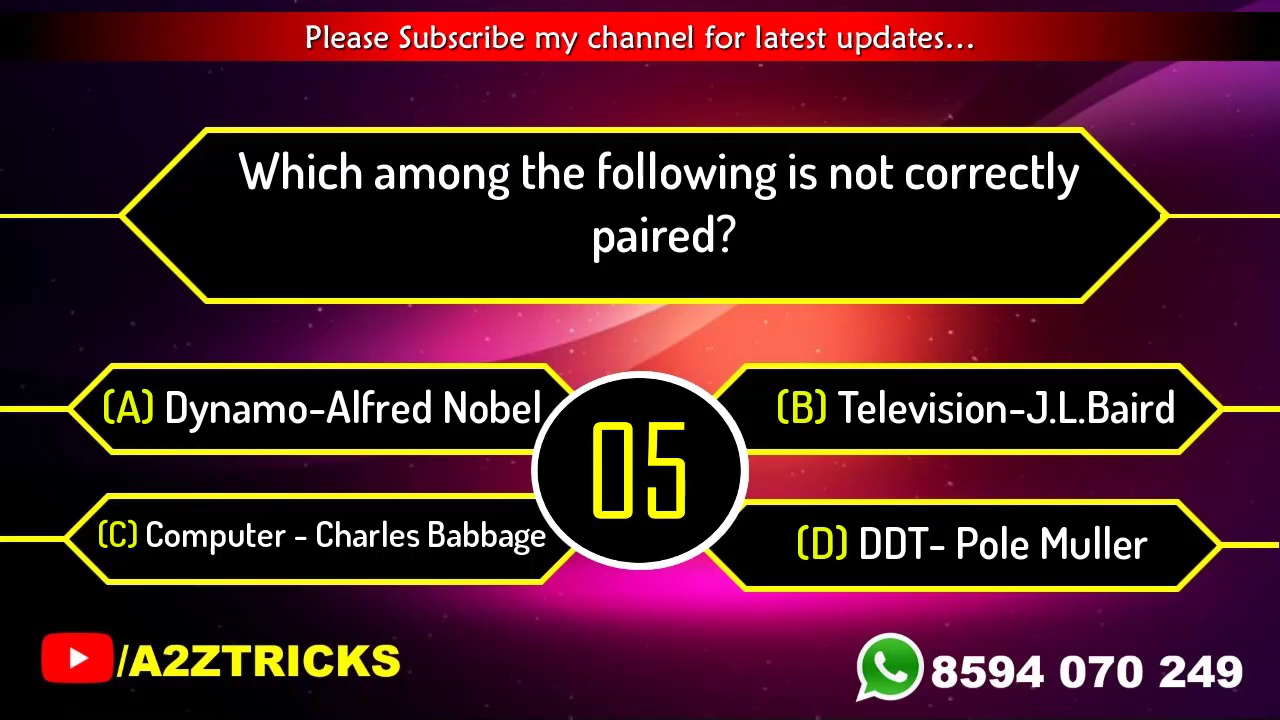 Please Subscribe my channel for latest updates...
Which among the following is not correctly
paired?
(A) Dynamo-Alfred Nobel
(B) Television-J.L.Baird
05
(C) Computer - Charles Babbage
(D) DDT- Pole Muller
/A2ZTRICKS
8594 070 249